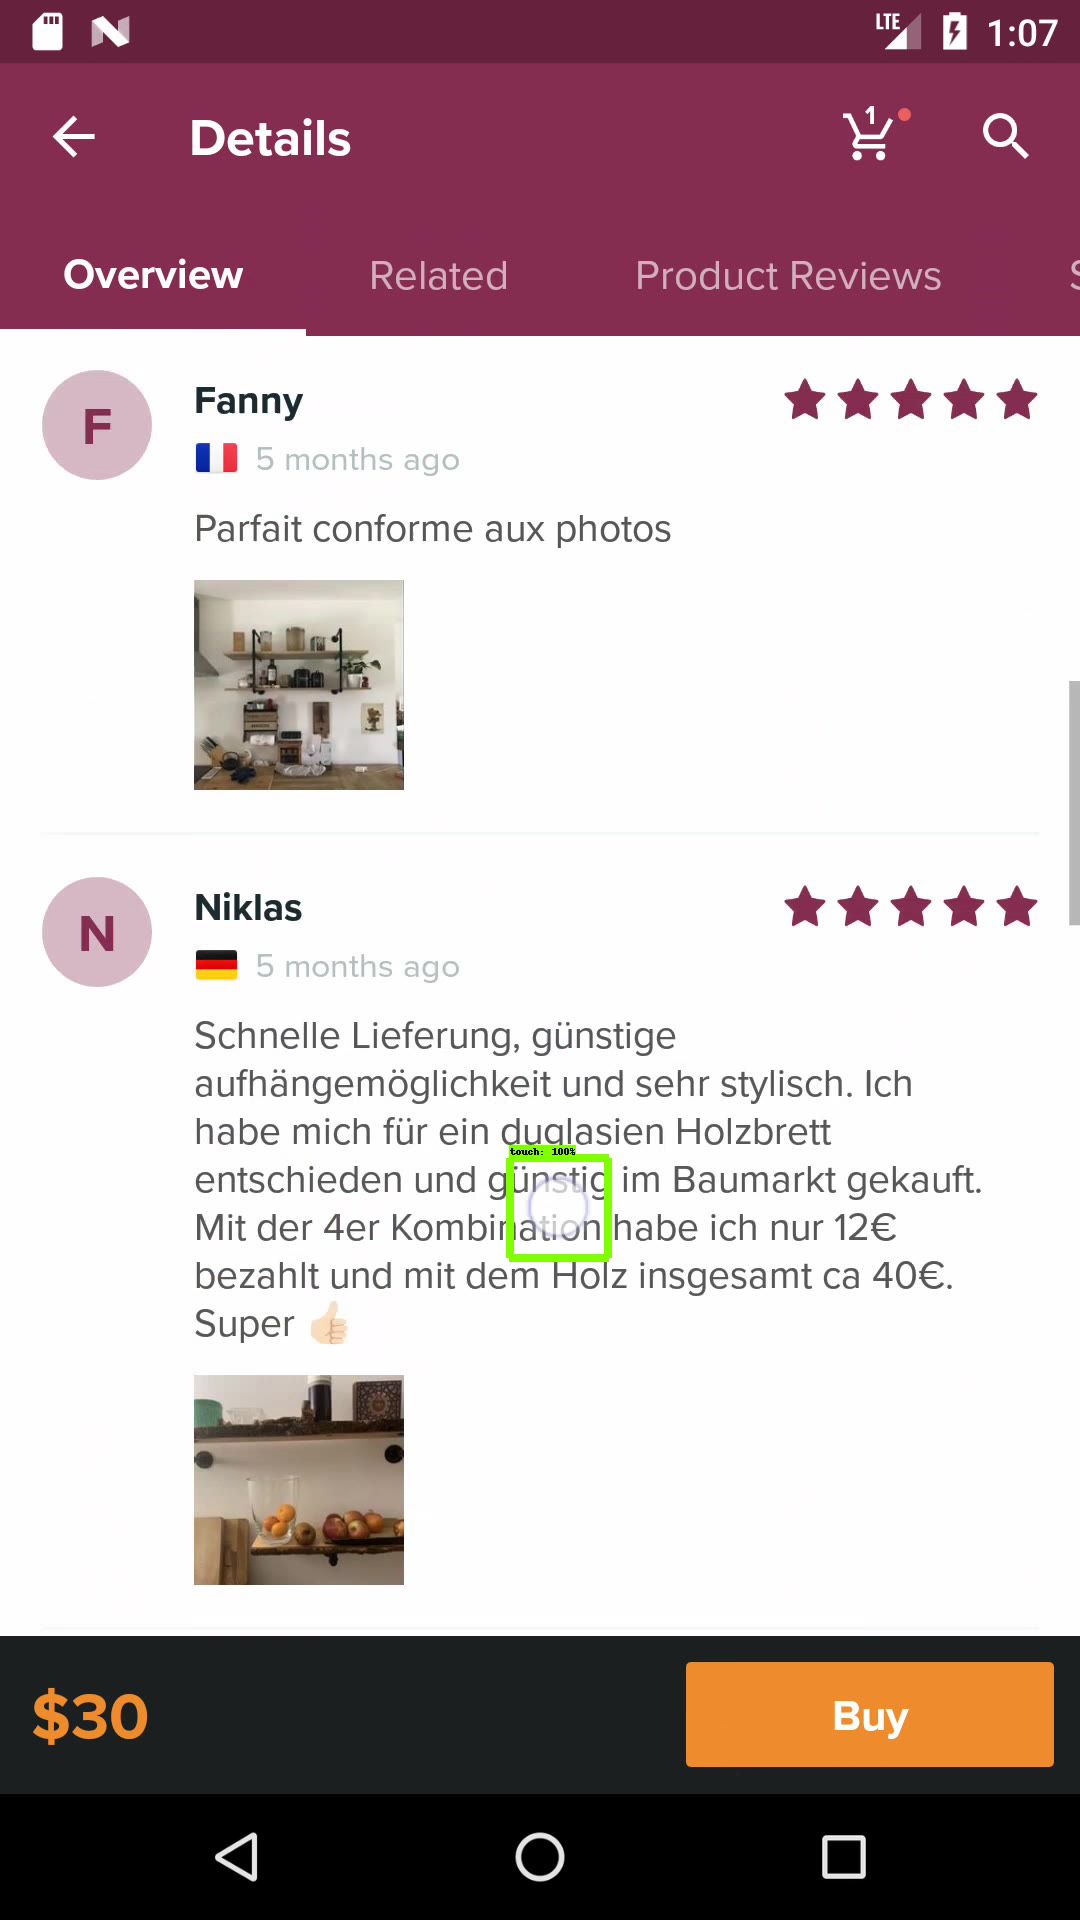 LTE 1:07
Details
1
Overview Related Product Reviews S
F Fanny
5 months ago
Parfait conforme aux photos
N Niklas
5 months ago
Schnelle Lieferung, günstige
aufhängemöglichkeit und sehr stylisch. Ich
habe mich für ein duglasien Holzbrett
touch: 100%
entschieden und günstig im Baumarkt gekauft.
Mit der 4er Kombination habe ich nur 12€
bezahlt und mit dem Holz insgesamt ca 40€.
Super 👍🏻
$30 Buy